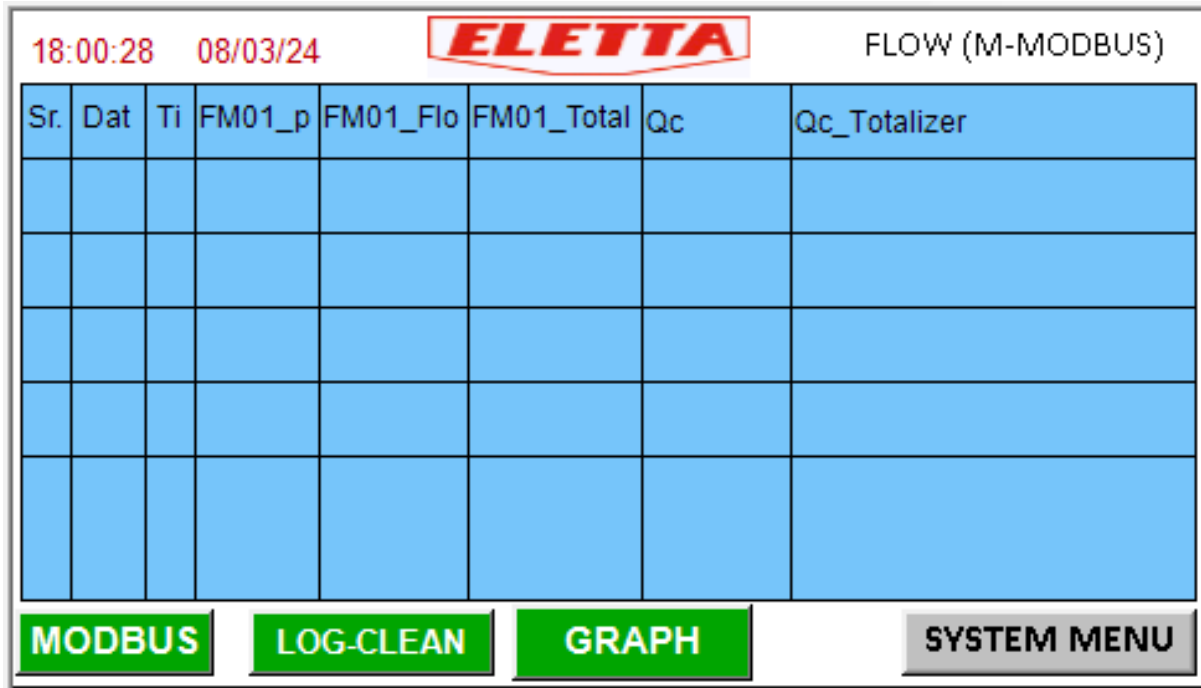 18:00:28 08/03/24 ELETTA FLOW (M-MODBUS)
Sr. Dat Ti FM01_p FM01_Flo FM01_Total Qc Qc_Totalizer
MODBUS LOG-CLEAN GRAPH SYSTEM MENU